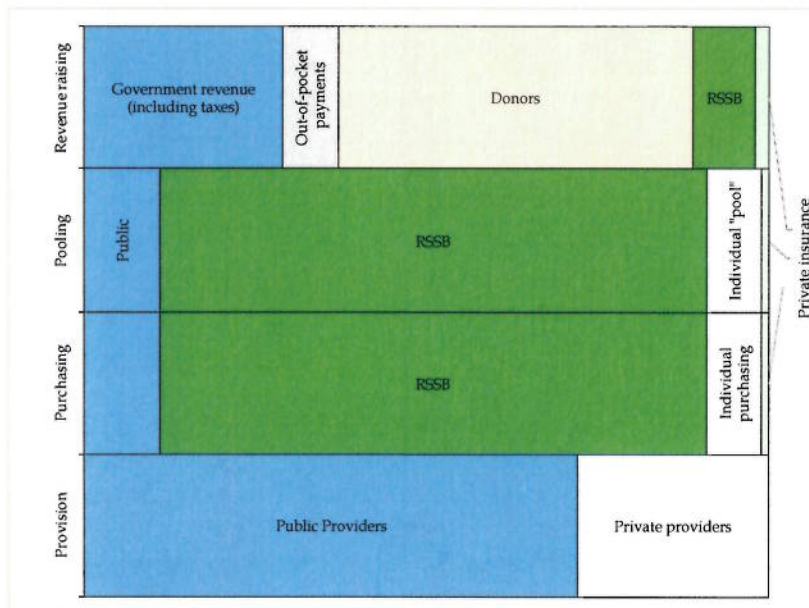 Revenue raising
Government revenue
(including taxes)
Out-of-pocket
payments
Donors
RSSB
Pooling
Public
RSSB
Individual "pool"
Private insurance
Purchasing
RSSB
Individual
purchasing
Provision
Public Providers
Private providers